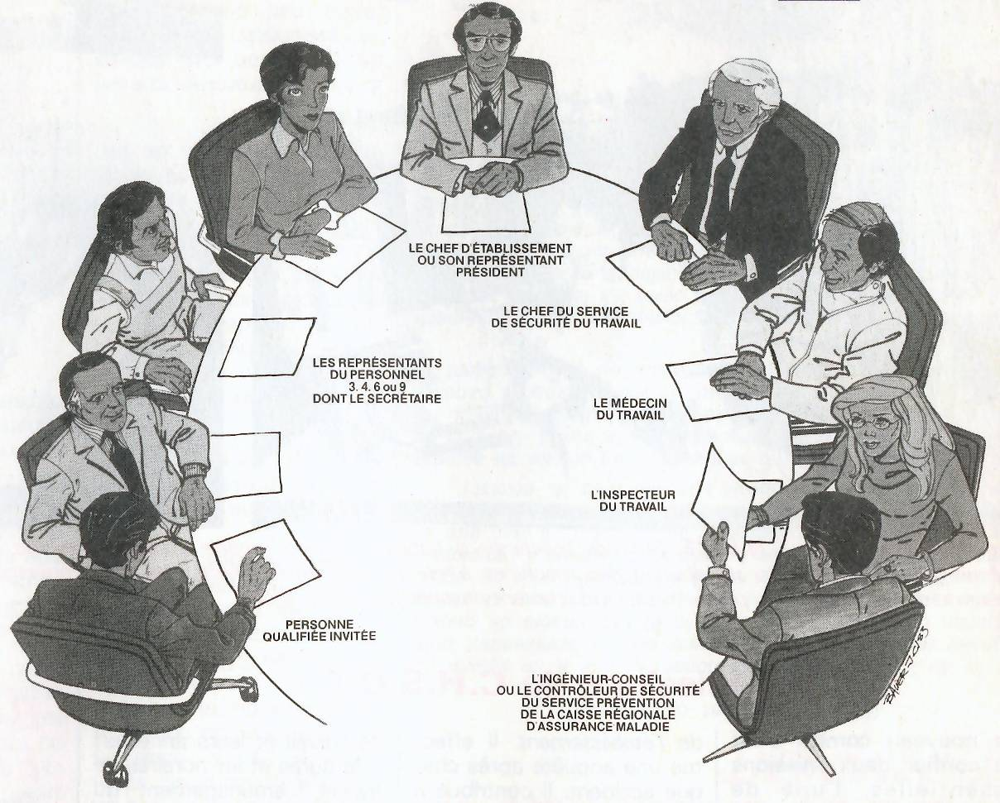 LE CHEF D'ÉTABLISSEMENT
OU SON REPRÉSENTANT
PRÉSIDENT
LE CHEF DU SERVICE
DE SÉCURITÉ DU TRAVAIL
LES REPRÉSENTANTS
DU PERSONNEL
3. 4. 6 ou 9
DONT LE SECRÉTAIRE
LE MÉDECIN
DU TRAVAIL
L'INSPECTEUR
DU TRAVAIL
PERSONNE
QUALIFIÉE INVITÉE
L'INGÉNIEUR-CONSEIL
OU LE CONTRÔLEUR DE SÉCURITÉ
DU SERVICE PRÉVENTION
DE LA CAISSE RÉGIONALE
D'ASSURANCE MALADIE
BAUER J.C/83